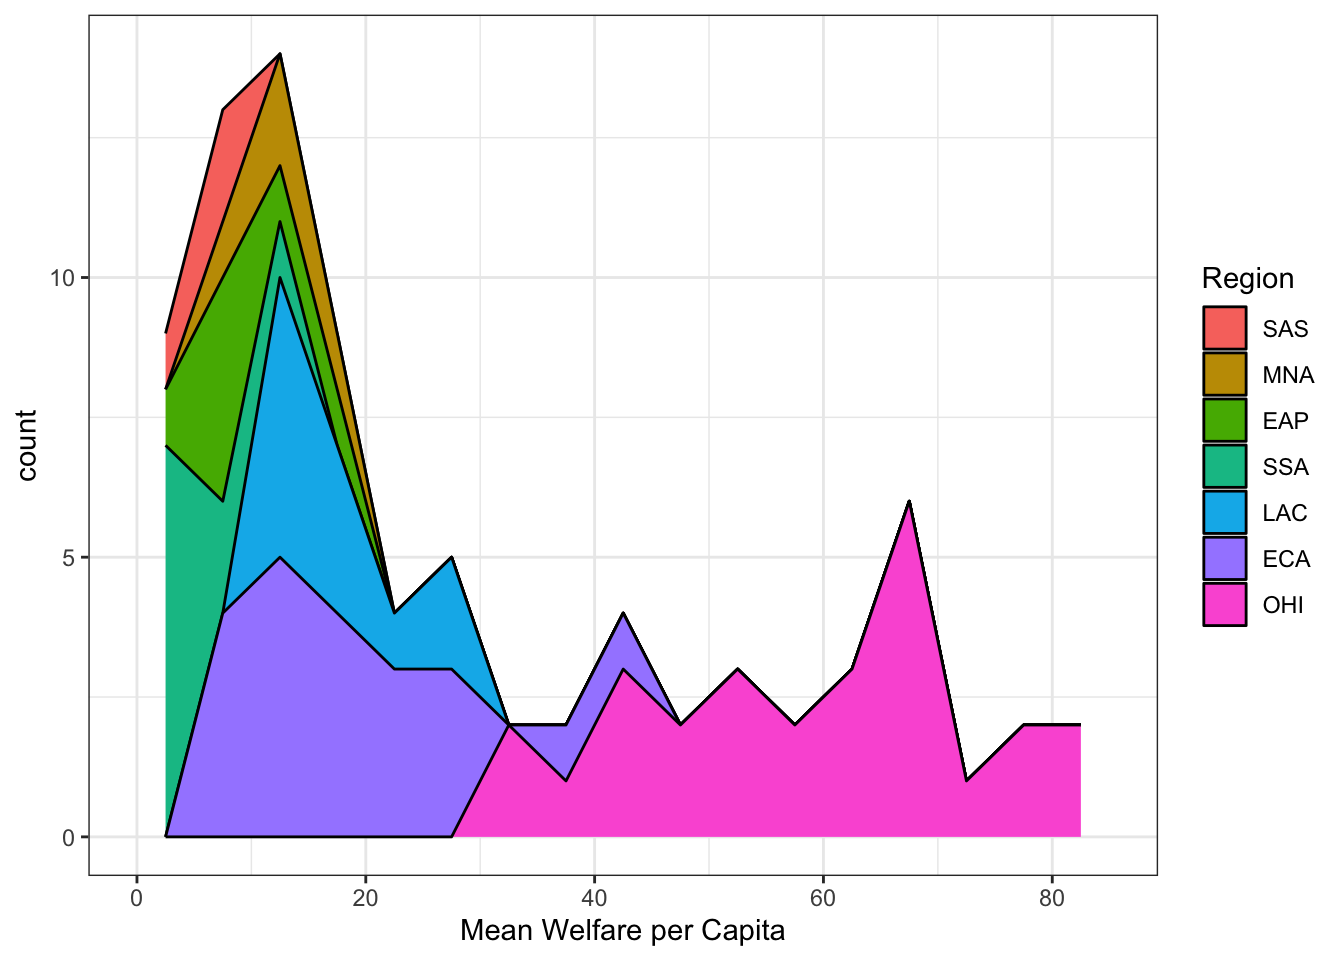 count
10
5
0
0 20 40 60 80
Mean Welfare per Capita
Region
SAS
MNA
EAP
SSA
LAC
ECA
OHI